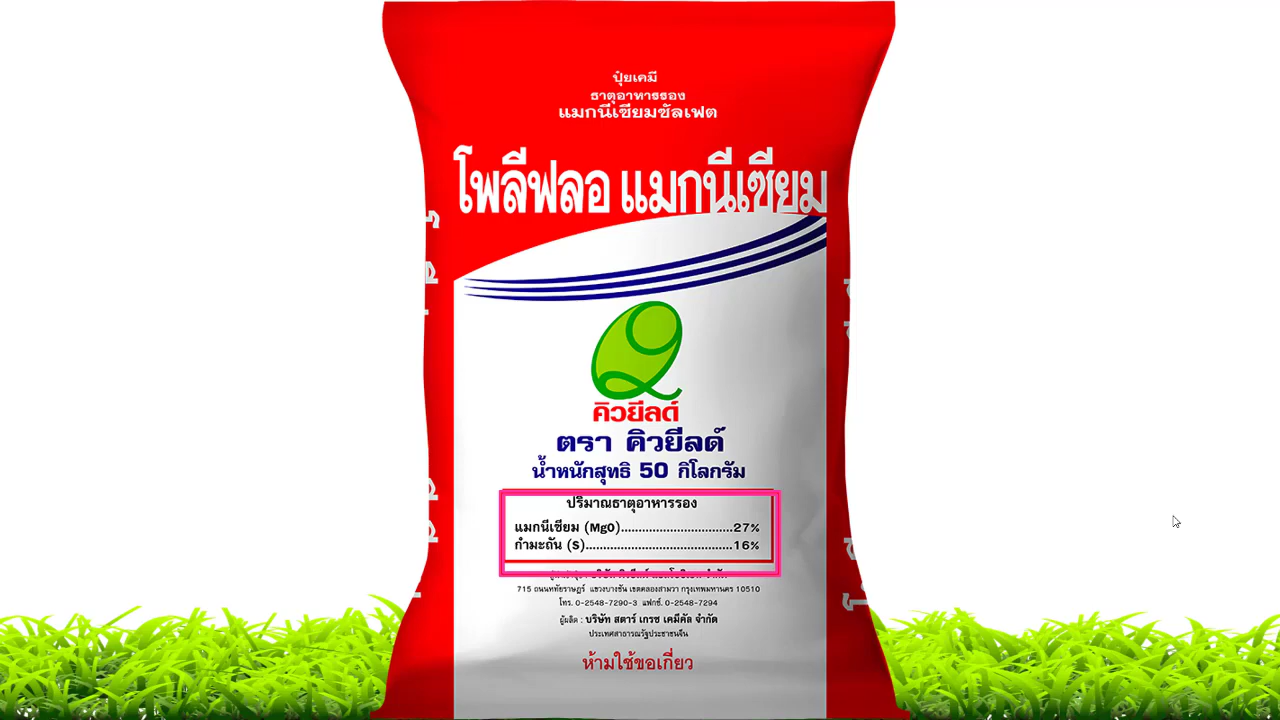 ปุ๋ยเคมี
ธาตุอาหารรอง
แมกนีเซียมซัลเฟต
โพลีฟลอ แมกนีเซียม
คิวยีลด์
ตรา คิวยีลด์
น้ำหนักสุทธิ 50 กิโลกรัม
ปริมาณธาตุอาหารรอง
แมกนีเซียม (MgO)................................27%
กำมะถัน (S)..........................................16%
715 ถนนทัยราษฎร์ แขวงบางชัน เขตคลองสามวา กรุงเทพมหานคร 10510
โทร. 0-2548-7290-3 แฟกซ์. 0-2548-7294
ผู้ผลิต : บริษัท สตาร์ เกรซ เคมีคัล จำกัด
ประเทศสาธารณรัฐประชาชนจีน
ห้ามใช้ขอเกี่ยว